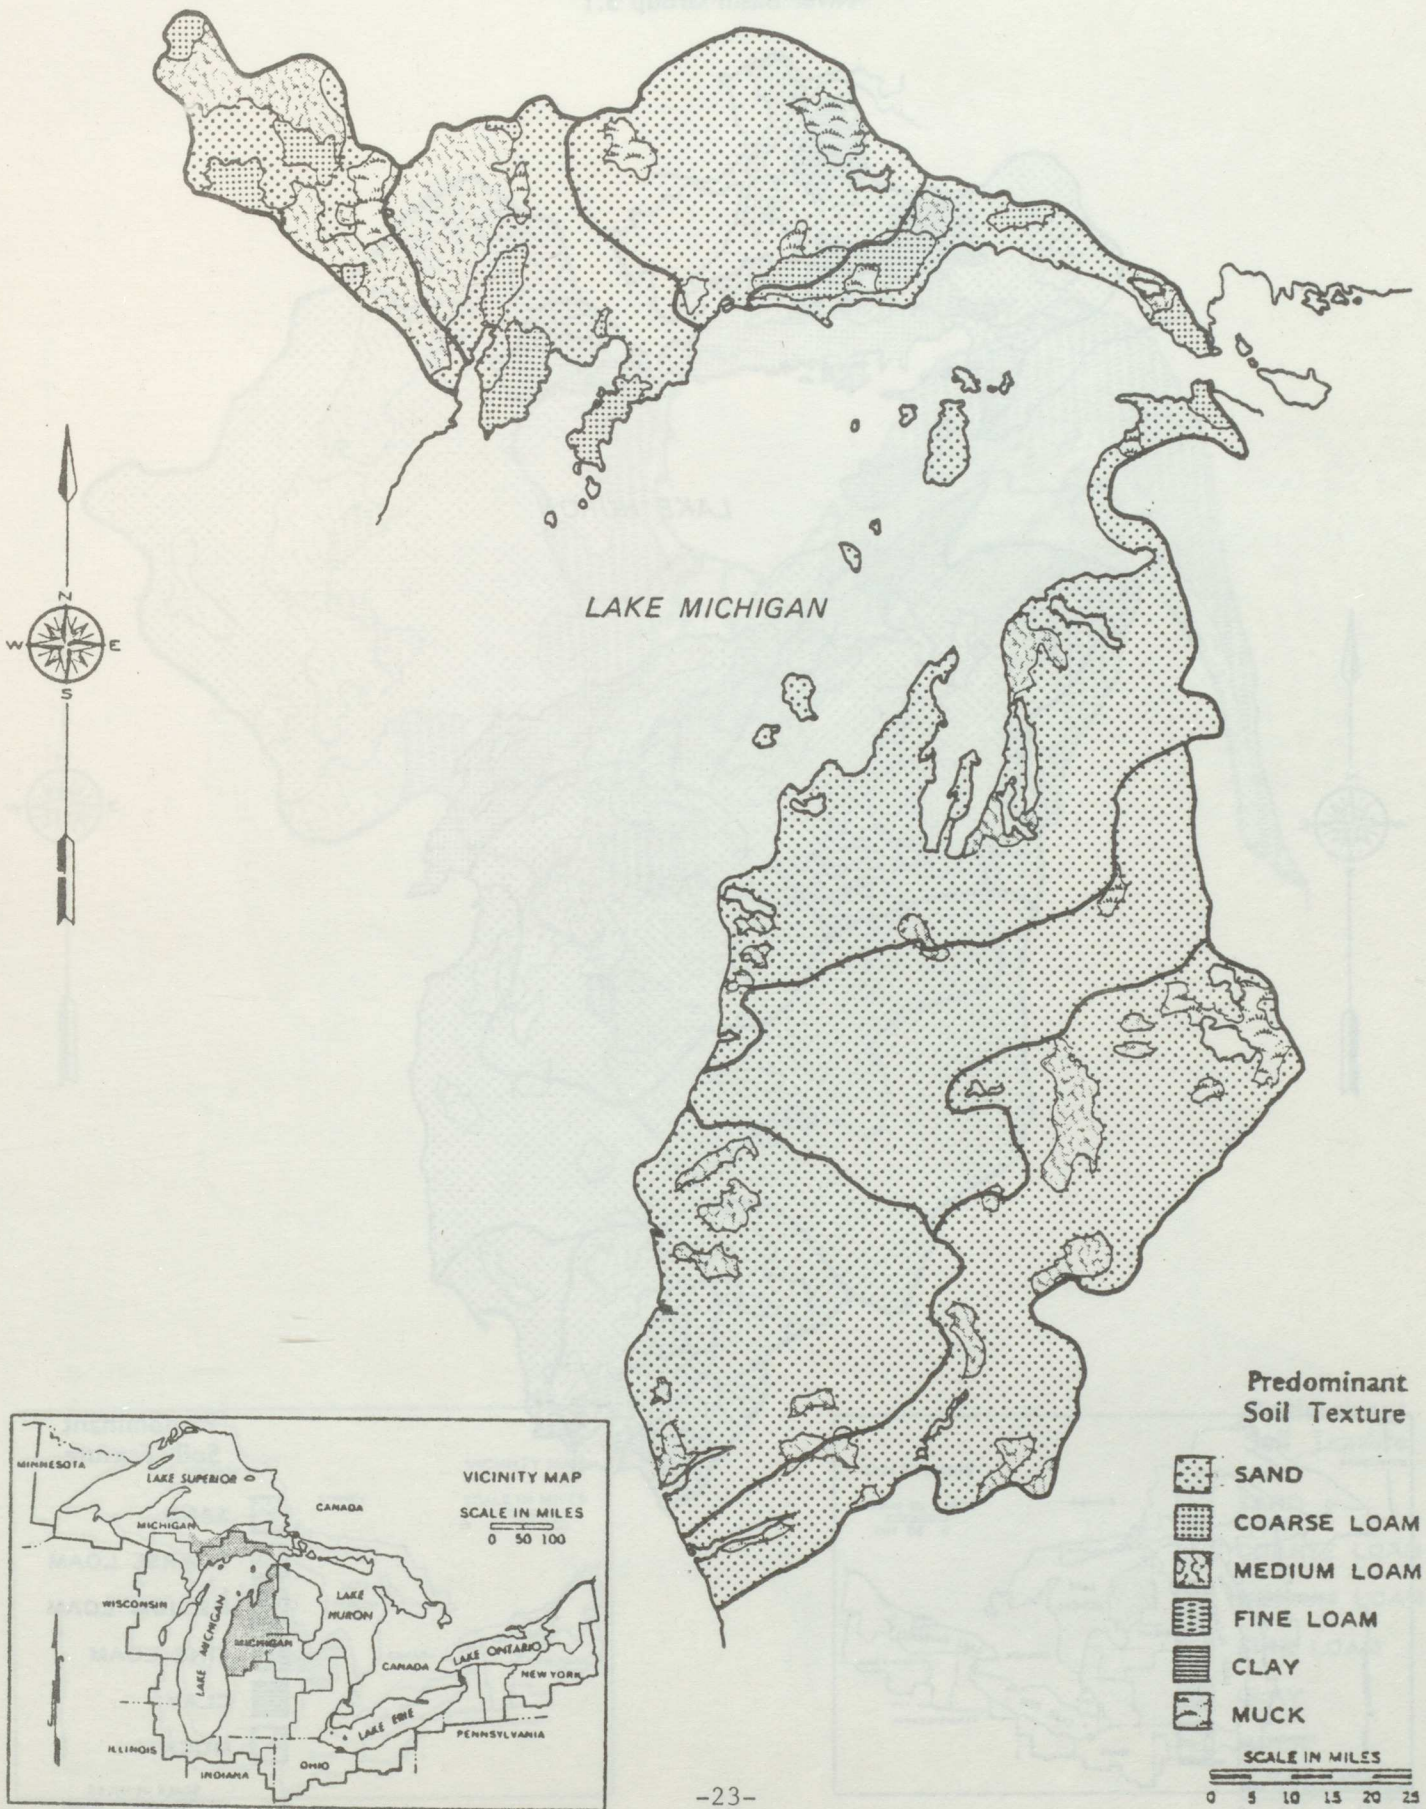 N
W E
S
LAKE MICHIGAN
Predominant
Soil Texture
SAND
COARSE LOAM
MEDIUM LOAM
FINE LOAM
CLAY
MUCK
SCALE IN MILES
0 5 10 15 20 25
VICINITY MAP
SCALE IN MILES
0 50 100
MINNESOTA
LAKE SUPERIOR
CANADA
MICHIGAN
WISCONSIN
LAKE MICHIGAN
MICHIGAN
LAKE HURON
CANADA
LAKE ONTARIO
NEW YORK
LAKE ERIE
PENNSYLVANIA
ILLINOIS
INDIANA
OHIO
-23-